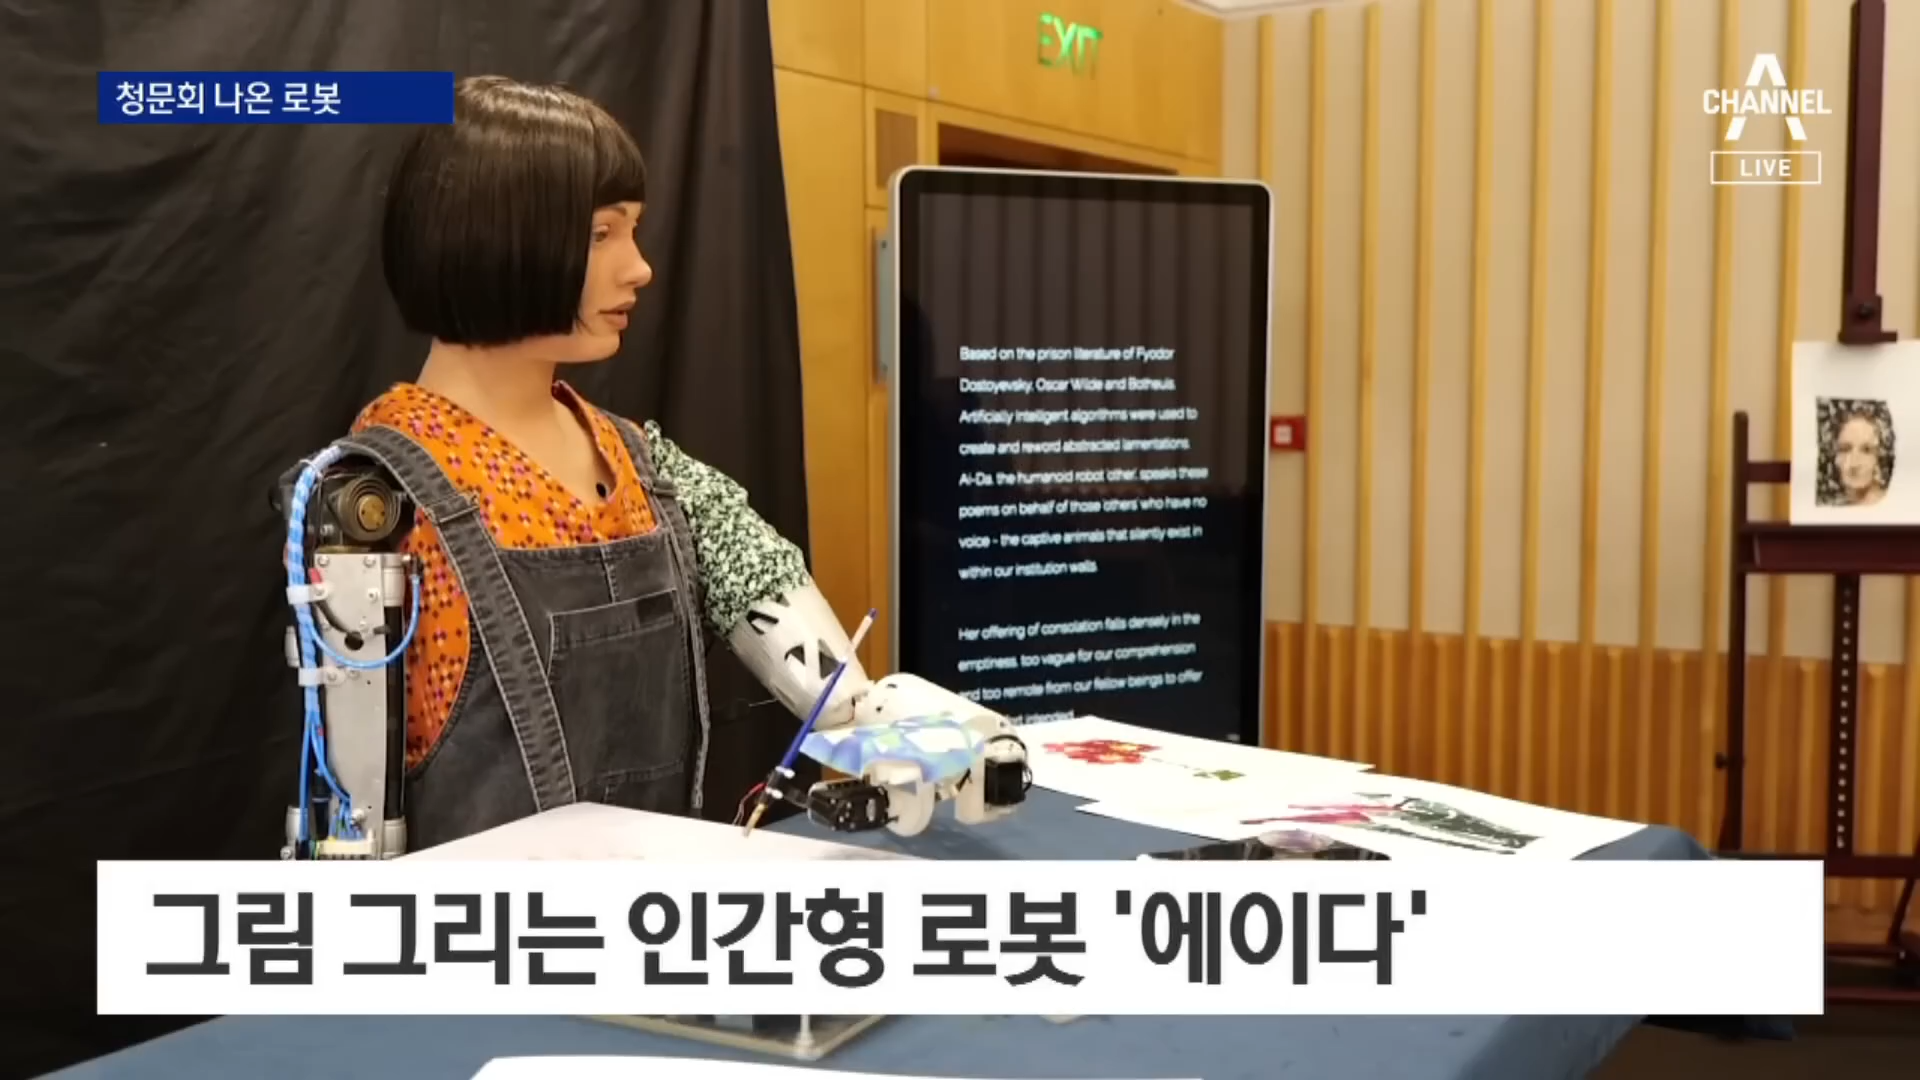 청문회 나온 로봇
EXIT
CHANNEL A
LIVE
Based on the prison literature of Fyodor
Dostoyevsky, Oscar Wilde and Botheuis.
Artificially intelligent algorithms were used to
create and reword abstracted lamentations.
Ai-Da, the humanoid robot 'other', speaks these
poems on behalf of those 'others' who have no
voice - the captive animals that silently exist in
within our institution walls.
Her offering of consolation falls densely in the
emptiness, too vague for our comprehension
and too remote from our fellow beings to offer
intended
그림 그리는 인간형 로봇 '에이다'